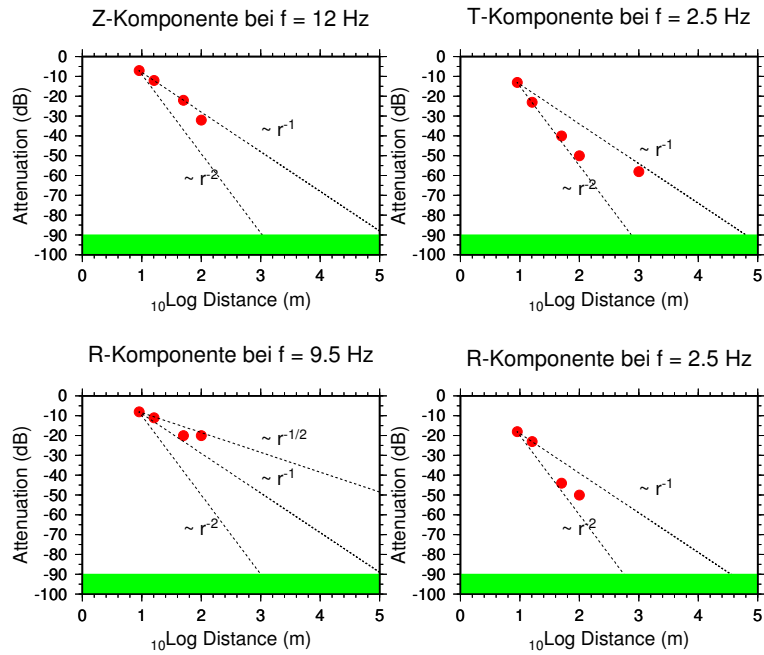 Z-Komponente bei f = 12 Hz
0
-10
-20
-30
-40
-50
-60
-70
-80
-90
-100
Attenuation (dB)
~ r-1
~ r-2
0 1 2 3 4 5
10Log Distance (m)
T-Komponente bei f = 2.5 Hz
0
-10
-20
-30
-40
-50
-60
-70
-80
-90
-100
Attenuation (dB)
~ r-1
~ r-2
0 1 2 3 4 5
10Log Distance (m)
R-Komponente bei f = 9.5 Hz
0
-10
-20
-30
-40
-50
-60
-70
-80
-90
-100
Attenuation (dB)
~ r-1/2
~ r-1
~ r-2
0 1 2 3 4 5
10Log Distance (m)
R-Komponente bei f = 2.5 Hz
0
-10
-20
-30
-40
-50
-60
-70
-80
-90
-100
Attenuation (dB)
~ r-1
~ r-2
0 1 2 3 4 5
10Log Distance (m)